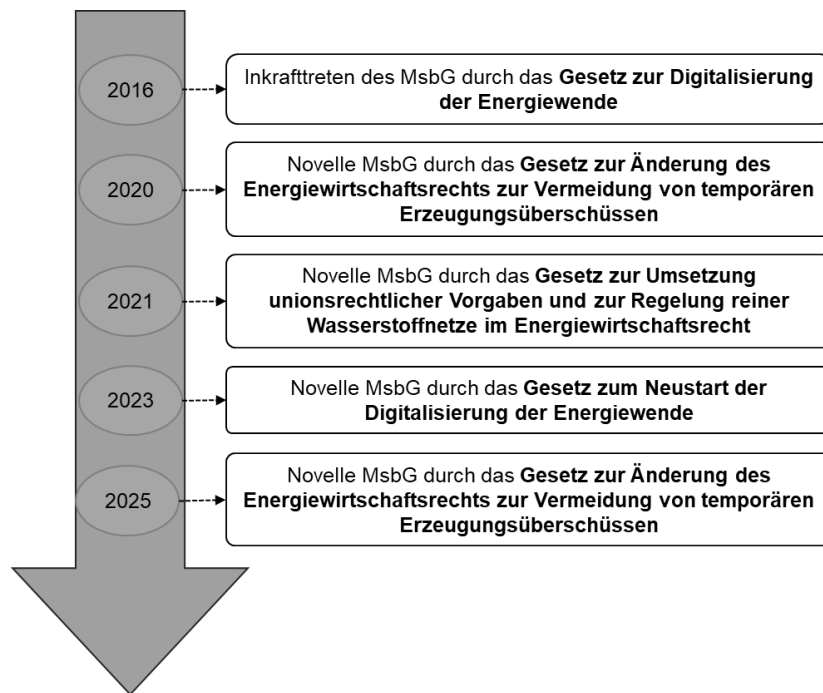 2016
Inkrafttreten des MsbG durch das Gesetz zur Digitalisierung
der Energiewende
2020
Novelle MsbG durch das Gesetz zur Änderung des
Energiewirtschaftsrechts zur Vermeidung von temporären
Erzeugungsüberschüssen
2021
Novelle MsbG durch das Gesetz zur Umsetzung
unionsrechtlicher Vorgaben und zur Regelung reiner
Wasserstoffnetze im Energiewirtschaftsrecht
2023
Novelle MsbG durch das Gesetz zum Neustart der
Digitalisierung der Energiewende
2025
Novelle MsbG durch das Gesetz zur Änderung des
Energiewirtschaftsrechts zur Vermeidung von temporären
Erzeugungsüberschüssen